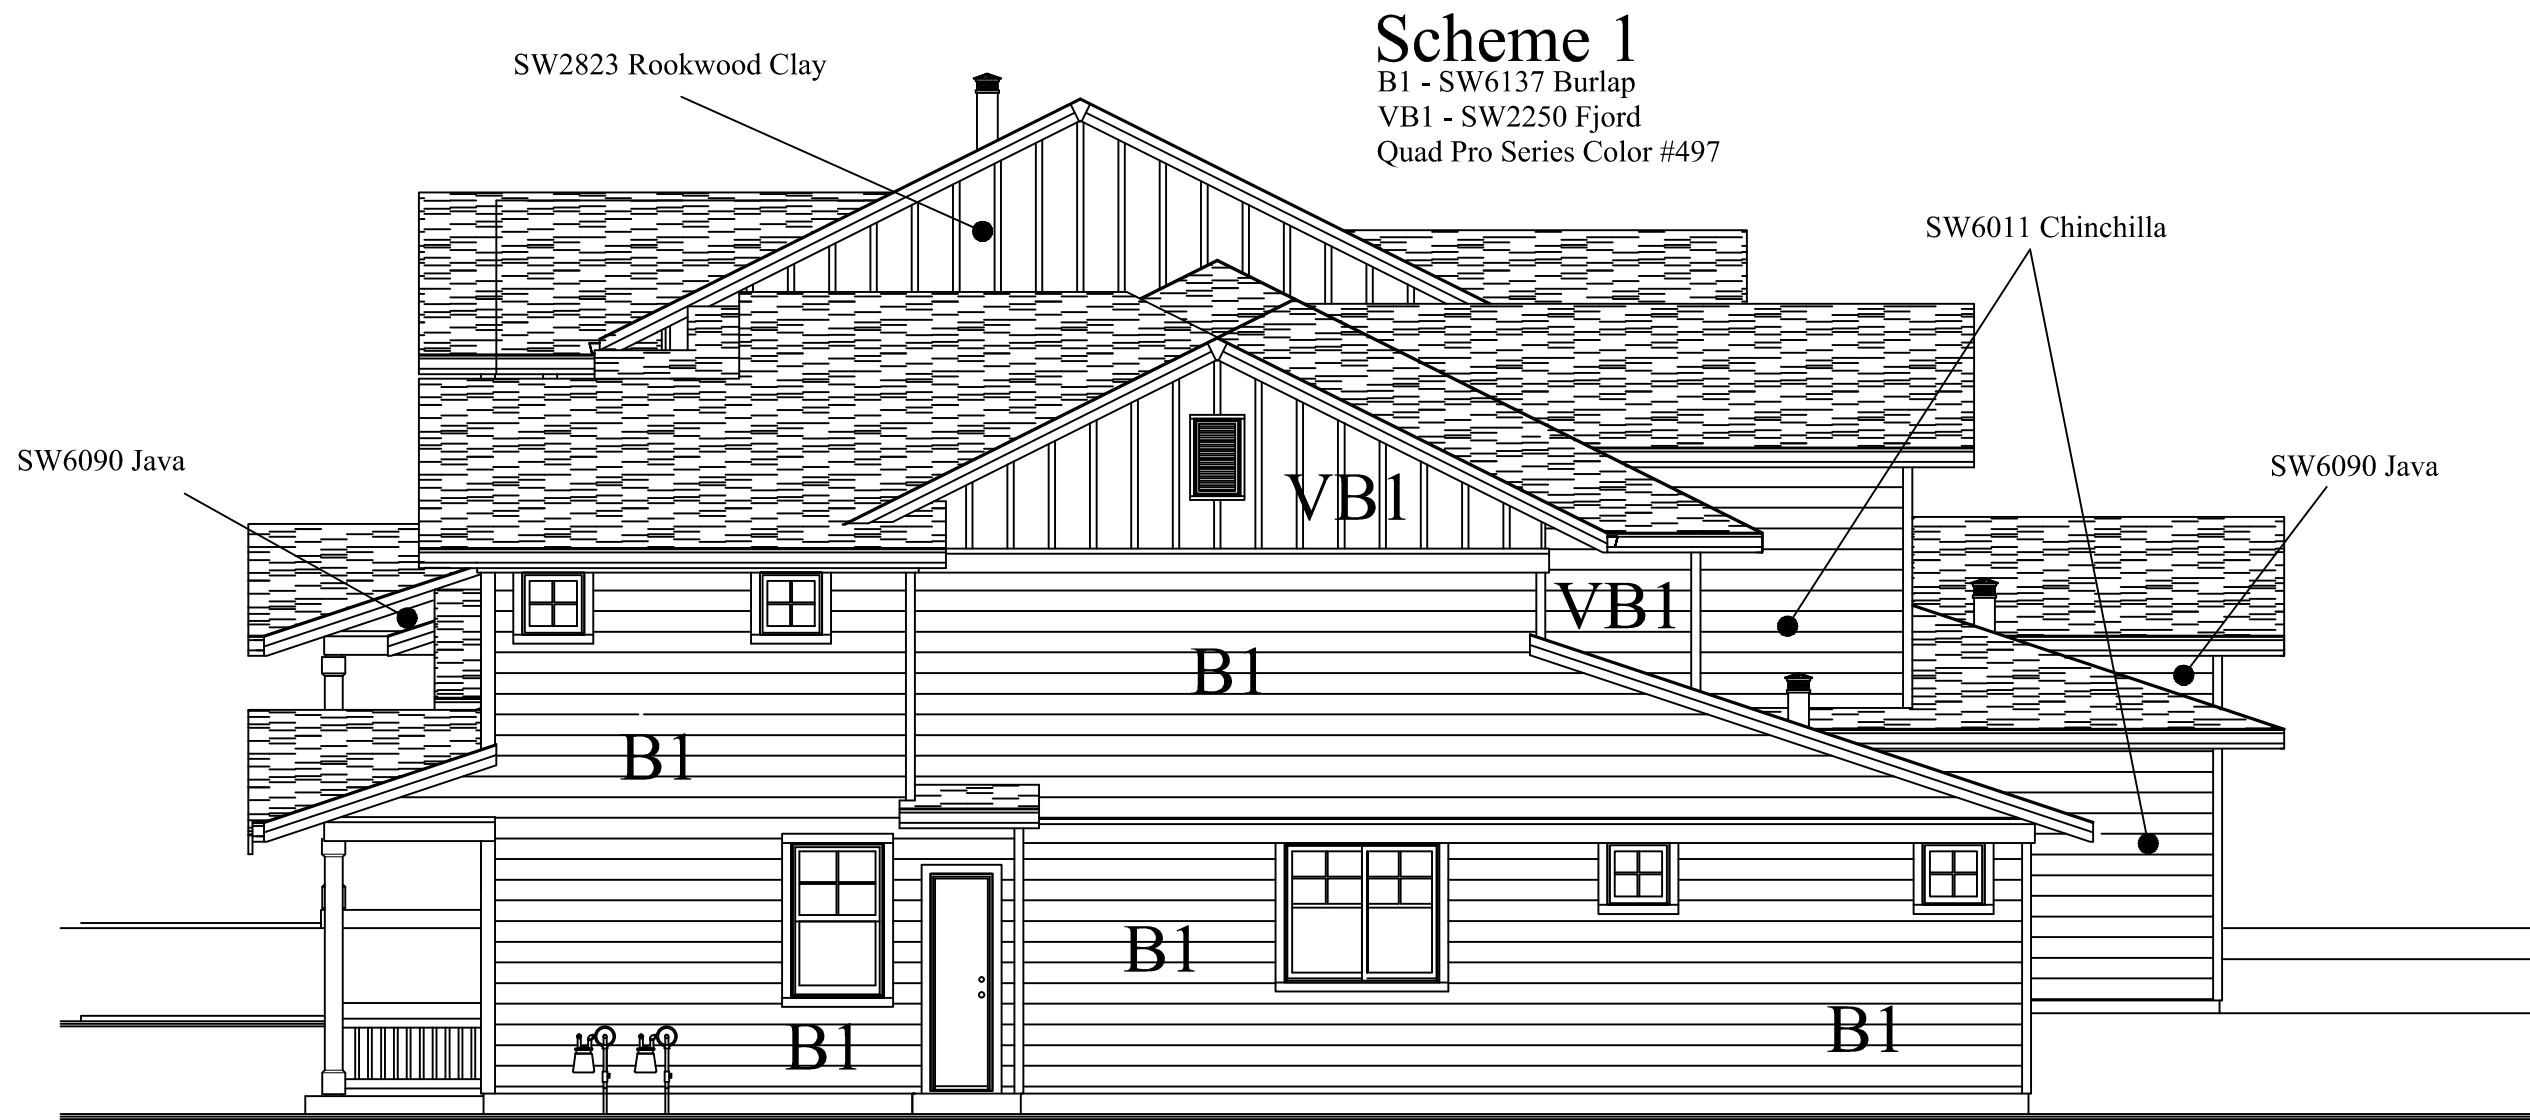 Scheme 1
B1 - SW6137 Burlap
VB1 - SW2250 Fjord
Quad Pro Series Color #497
SW2823 Rookwood Clay
SW6011 Chinchilla
SW6090 Java
SW6090 Java
VB1
VB1
B1
B1
B1
B1
B1